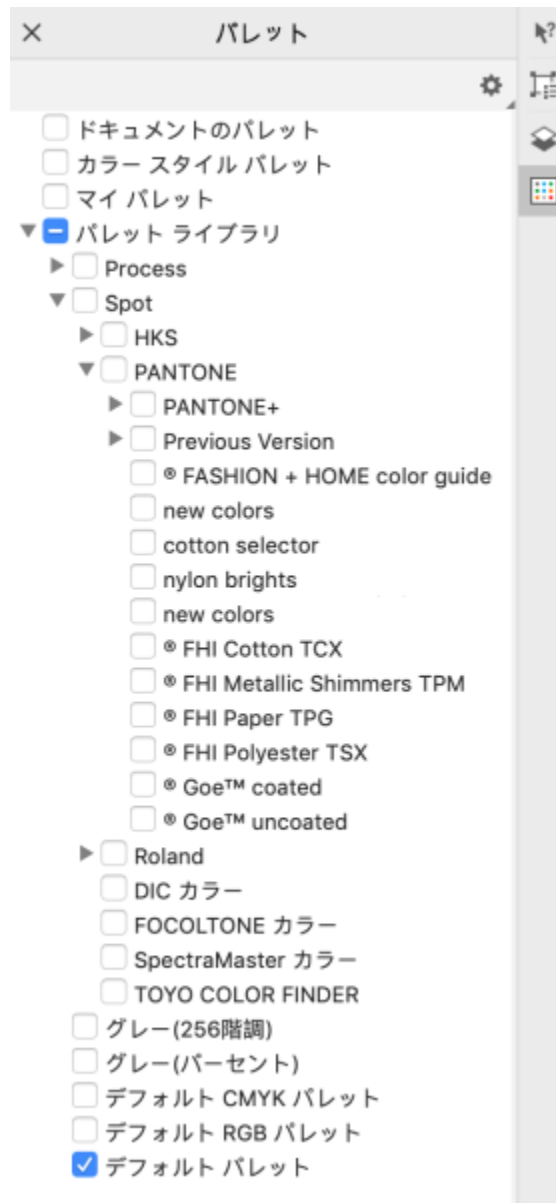 パレット
ドキュメントのパレット
カラー スタイル パレット
マイ パレット
パレット ライブラリ
Process
Spot
HKS
PANTONE
PANTONE+
Previous Version
® FASHION + HOME color guide
new colors
cotton selector
nylon brights
new colors
® FHI Cotton TCX
® FHI Metallic Shimmers TPM
® FHI Paper TPG
® FHI Polyester TSX
® Goe™ coated
® Goe™ uncoated
Roland
DIC カラー
FOCOLTONE カラー
SpectraMaster カラー
TOYO COLOR FINDER
グレー(256階調)
グレー(パーセント)
デフォルト CMYK パレット
デフォルト RGB パレット
デフォルト パレット